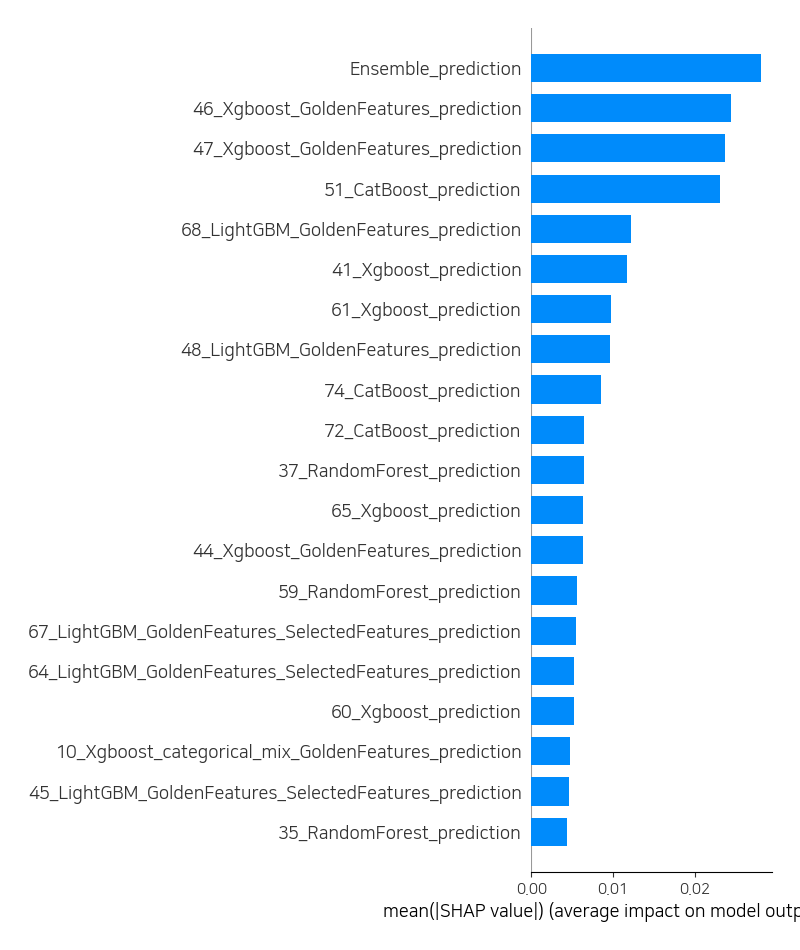 Ensemble_prediction
46_Xgboost_GoldenFeatures_prediction
47_Xgboost_GoldenFeatures_prediction
51_CatBoost_prediction
68_LightGBM_GoldenFeatures_prediction
41_Xgboost_prediction
61_Xgboost_prediction
48_LightGBM_GoldenFeatures_prediction
74_CatBoost_prediction
72_CatBoost_prediction
37_RandomForest_prediction
65_Xgboost_prediction
44_Xgboost_GoldenFeatures_prediction
59_RandomForest_prediction
67_LightGBM_GoldenFeatures_SelectedFeatures_prediction
64_LightGBM_GoldenFeatures_SelectedFeatures_prediction
60_Xgboost_prediction
10_Xgboost_categorical_mix_GoldenFeatures_prediction
45_LightGBM_GoldenFeatures_SelectedFeatures_prediction
35_RandomForest_prediction
0.00 0.01 0.02
mean(|SHAP value|) (average impact on model outp